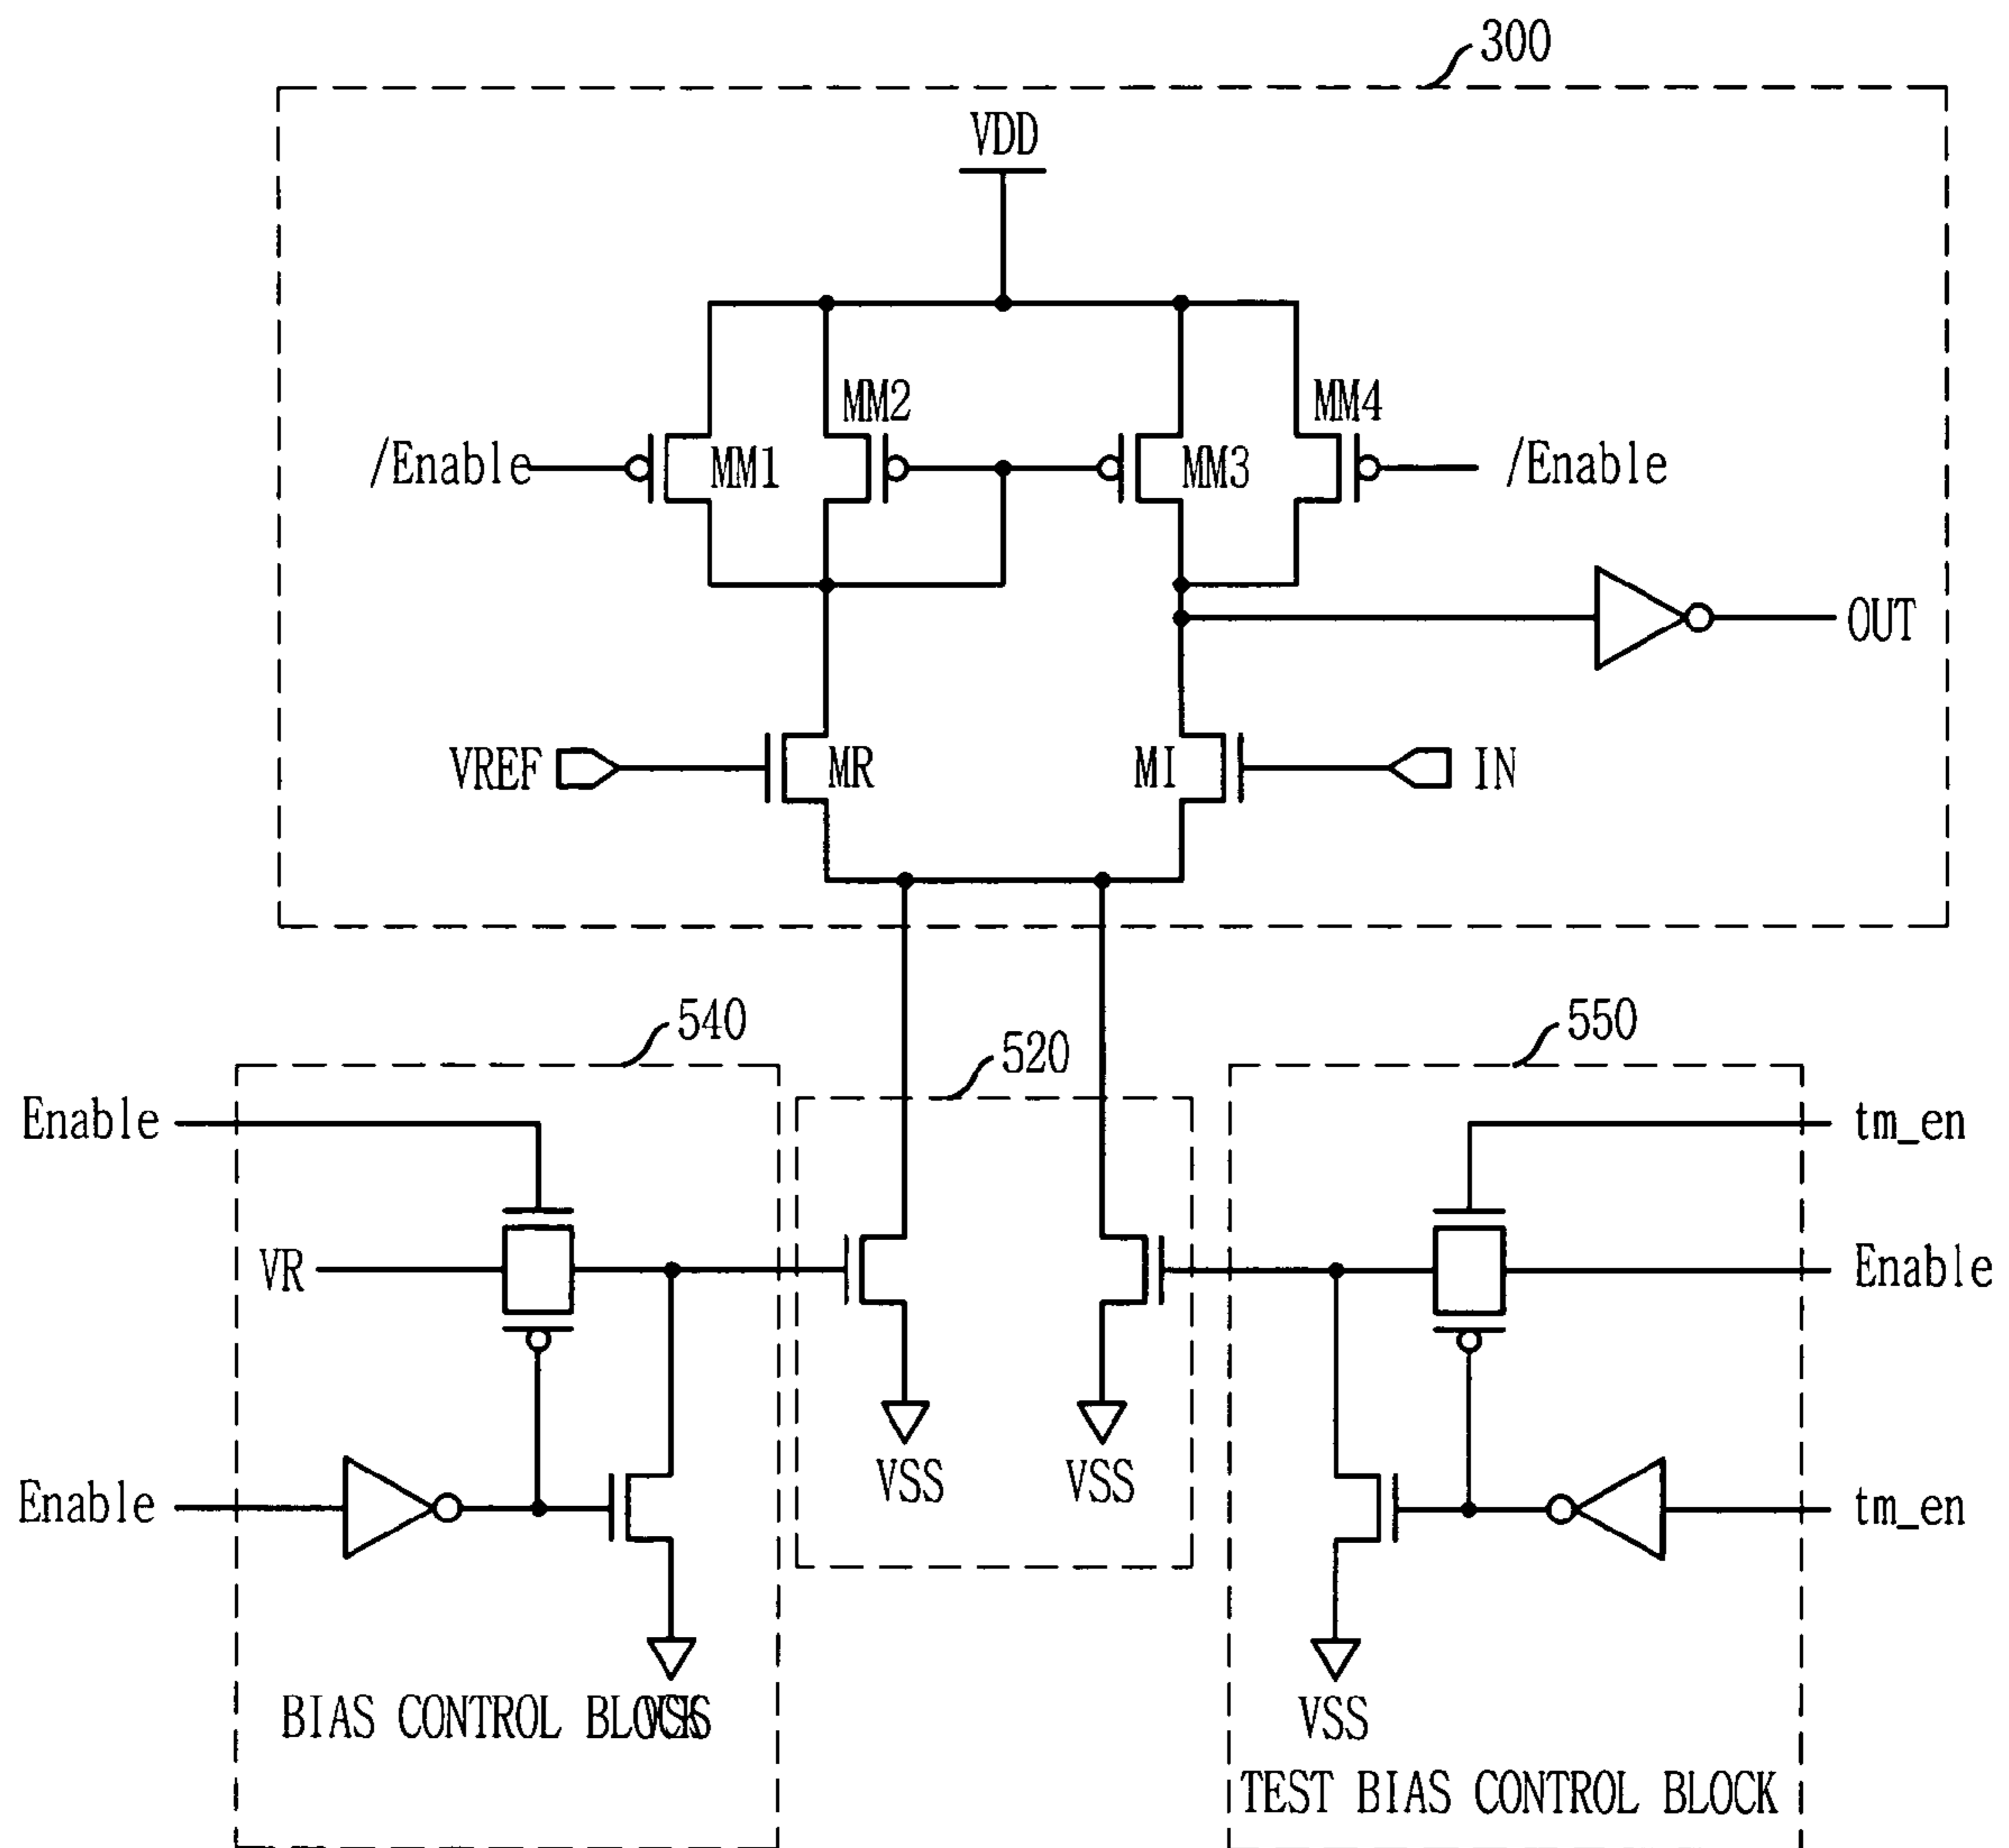 300
VDD
MM2
MM4
/Enable
MM1
MM3
/Enable
OUT
VREF
MR
MI
IN
540
520
550
Enable
tm_en
VR
Enable
VSS
VSS
Enable
tm_en
BIAS CONTROL BLOCK
VSS
VSS
TEST BIAS CONTROL BLOCK